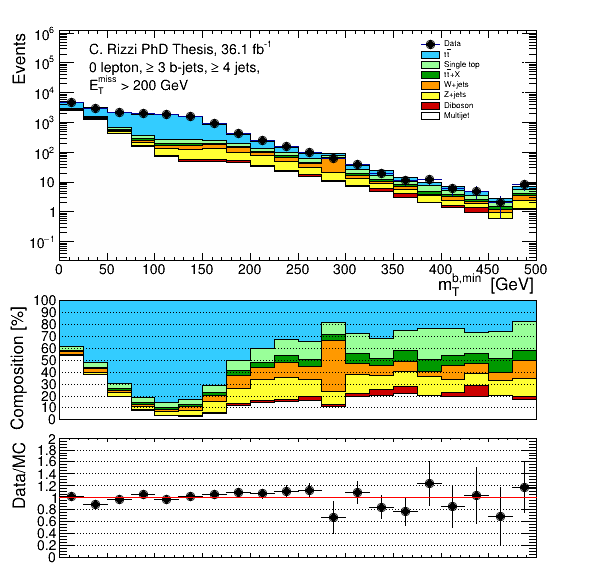 Events
10⁶
10⁵
10⁴
10³
10²
10
1
10⁻¹
C. Rizzi PhD Thesis, 36.1 fb⁻¹
0 lepton, ≥ 3 b-jets, ≥ 4 jets,
E_T^miss > 200 GeV
Data
tt̄
Single top
tt̄+X
W+jets
Z+jets
Diboson
Multijet
0 50 100 150 200 250 300 350 400 450 500
m_T^b,min [GeV]
Composition [%]
100
90
80
70
60
50
40
30
20
10
0
Data/MC
2
1.8
1.6
1.4
1.2
1
0.8
0.6
0.4
0.2
0